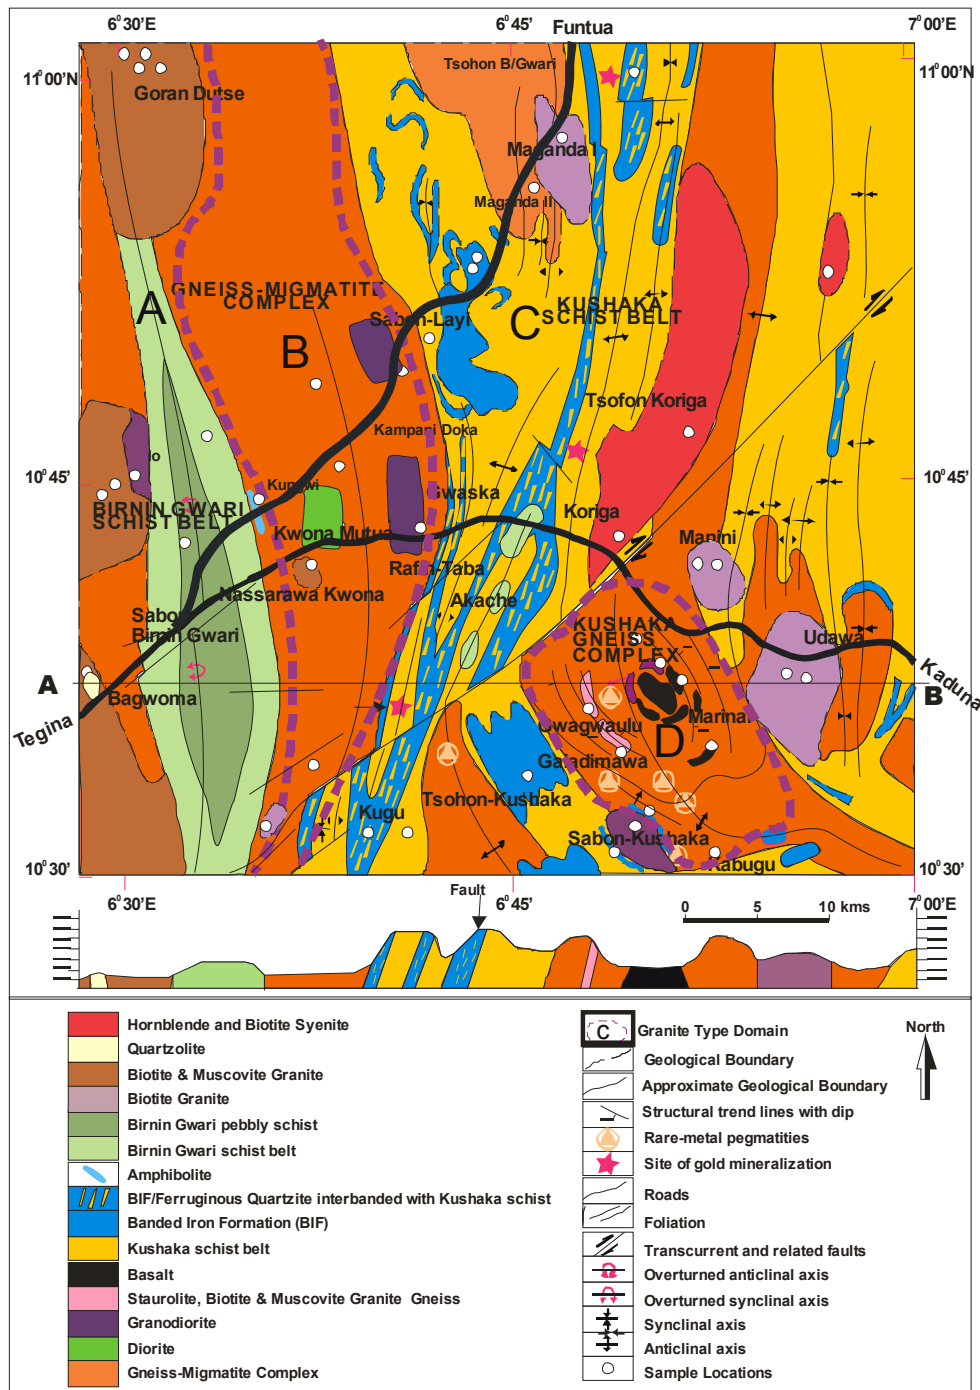 6°30'E
6°45'
Funtua
7°00'E
11°00'N
Tsohon B/Gwari
11°00'N
Goran Dutse
Maganda I
Maganda II
GNEISS-MIGMATITE
COMPLEX
A
B
C
KUSHAKA
SCHIST BELT
Sabon-Layi
Tsofon Koriga
Kampani Doka
10°45'
10°45'
Kungwi
Gwaska
BIRNIN GWARI
SCHIST BELT
Koriga
Kwona Mutua
Manini
Rafin-Taba
Nassarawa Kwona
Akache
Sabon
Birnin Gwari
KUSHAKA
GNEISS
COMPLEX
Udawa
A
Bagwoma
Kaduna
B
Tegina
Gwagwaulu
Marinai
D
Gaiadimawa
Tsohon-Kushaka
Kugu
Sabon-Kushaka
Kabugu
10°30'
10°30'
6°30'E
Fault
6°45'
7°00'E
0
5
10 kms
Hornblende and Biotite Syenite
Quartzolite
Biotite & Muscovite Granite
Biotite Granite
Birnin Gwari pebbly schist
Birnin Gwari schist belt
Amphibolite
BIF/Ferruginous Quartzite interbanded with Kushaka schist
Banded Iron Formation (BIF)
Kushaka schist belt
Basalt
Staurolite, Biotite & Muscovite Granite Gneiss
Granodiorite
Diorite
Gneiss-Migmatite Complex
C
Granite Type Domain
Geological Boundary
Approximate Geological Boundary
Structural trend lines with dip
Rare-metal pegmatities
Site of gold mineralization
Roads
Foliation
Transcurrent and related faults
Overturned anticlinal axis
Overturned synclinal axis
Synclinal axis
Anticlinal axis
Sample Locations
North